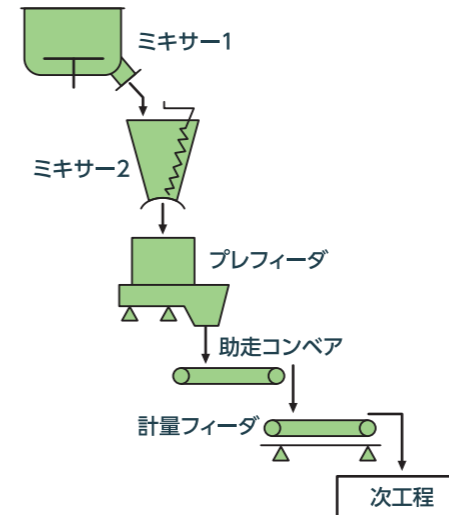 ミキサー1
ミキサー2
プレフィーダ
助走コンベア
計量フィーダ
次工程